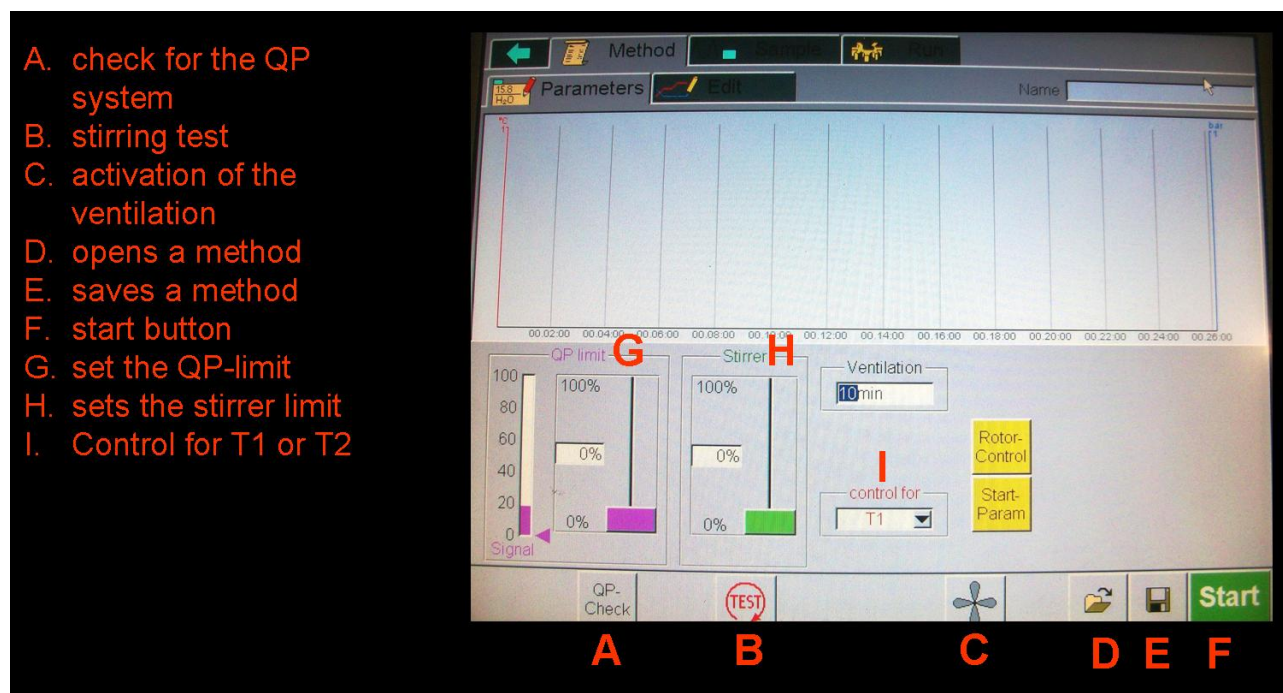 A. check for the QP
system
B. stirring test
C. activation of the
ventilation
D. opens a method
E. saves a method
F. start button
G. set the QP-limit
H. sets the stirrer limit
I. Control for T1 or T2
Method
Sample
Run
15.8
H₂O
Parameters
Edit
Name
°C
1
bar
1
00.02:00 00.04:00 00.06:00 00.08:00 00.10:00 00.12:00 00.14:00 00.16:00 00.18:00 00.20:00 00.22:00 00.24:00 00.26:00
QP limit G
Stirrer H
Ventilation
100
80
60
40
20
0
Signal
100%
0%
0%
100%
0%
0%
10min
I
control for
T1
Rotor-
Control
Start-
Param
QP-
Check
TEST
Start
A B C D E F